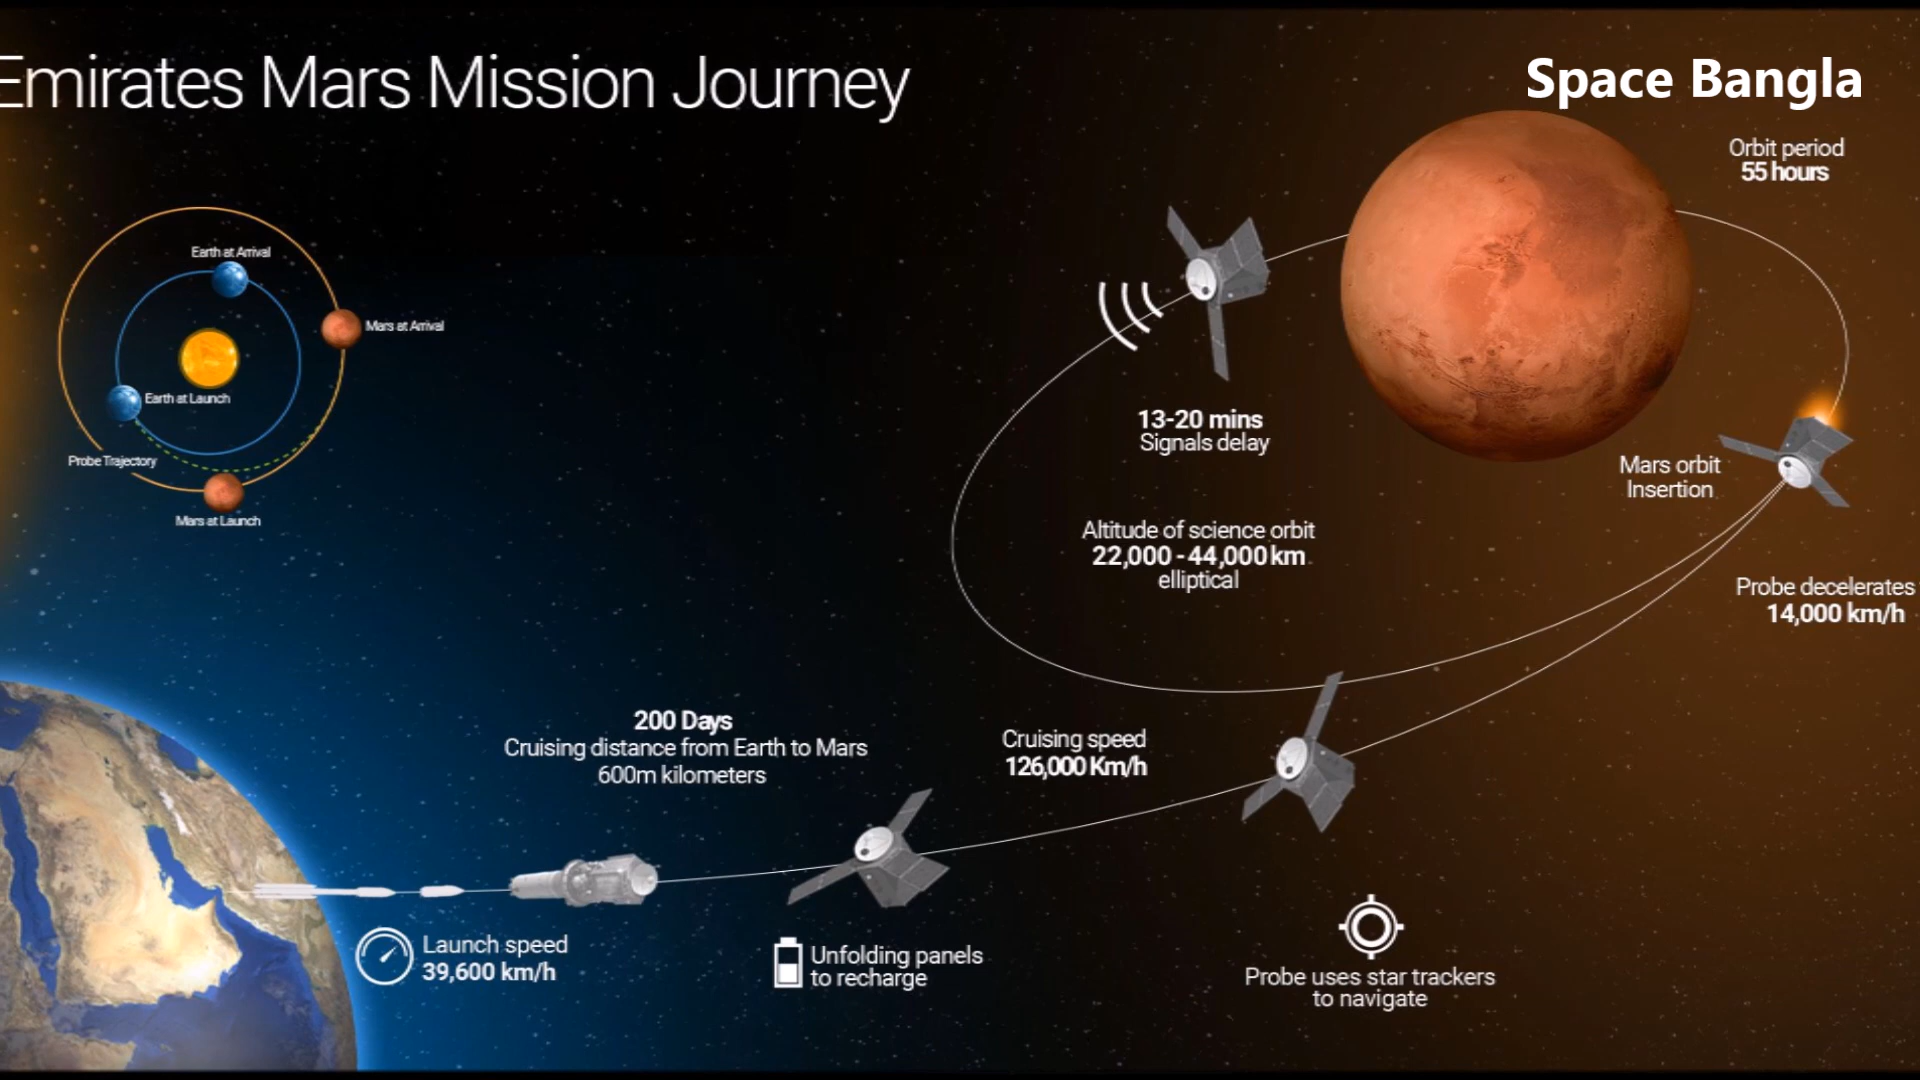 Emirates Mars Mission Journey
Space Bangla
Orbit period
55 hours
Earth at Arrival
Mars at Arrival
Earth at Launch
Probe Trajectory
Mars at Launch
13-20 mins
Signals delay
Mars orbit
Insertion
Altitude of science orbit
22,000 - 44,000 km
elliptical
Probe decelerates
14,000 km/h
200 Days
Cruising distance from Earth to Mars
600m kilometers
Cruising speed
126,000 Km/h
Launch speed
39,600 km/h
Unfolding panels
to recharge
Probe uses star trackers
to navigate